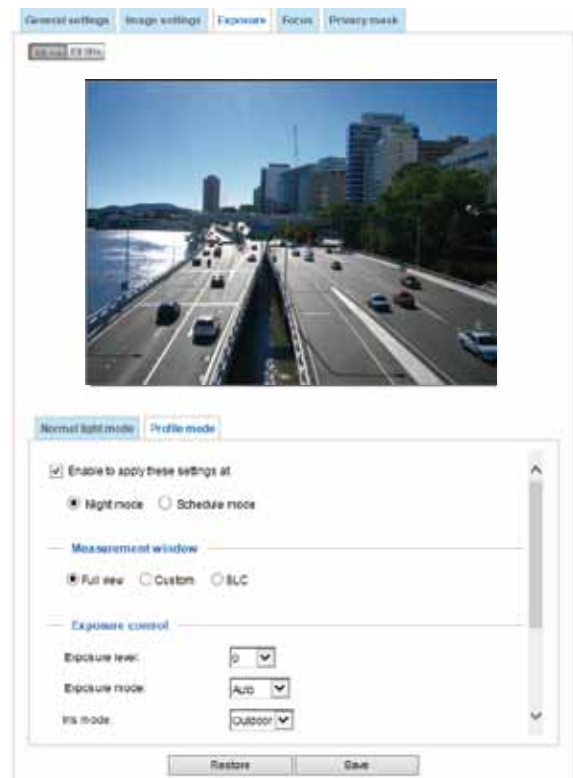 General settings Image settings Exposure Focus Privacy mask
Normal light mode Profile mode
Enable to apply these settings at
Night mode Schedule mode
Measurement window
Full view Custom BLC
Exposure control
Exposure level: 0
Exposure mode: Auto
Iris mode: Outdoor
Restore Save